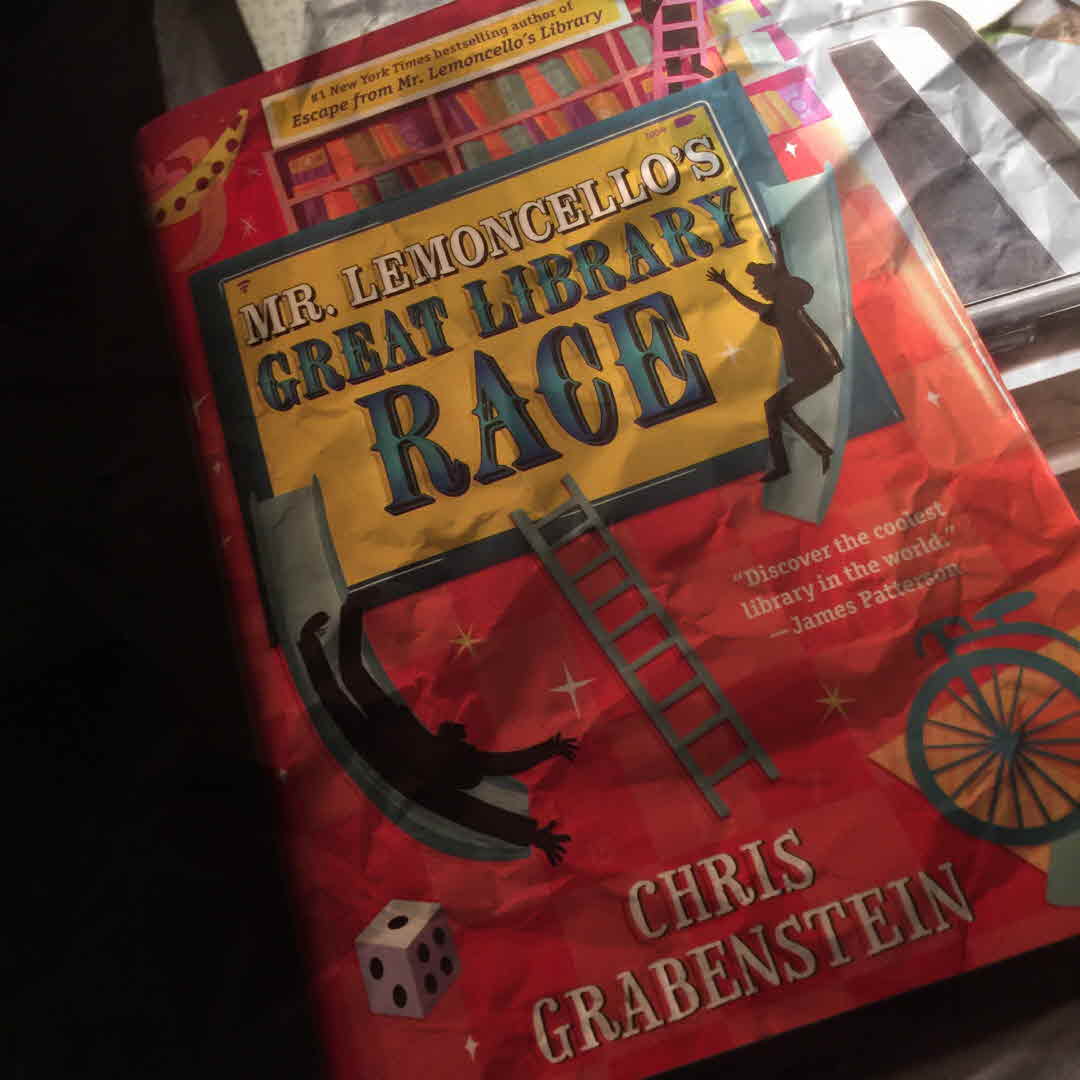 #1 New York Times bestselling author of
Escape from Mr. Lemoncello's Library
MR. LEMONCELLO'S
GREAT LIBRARY
RACE
"Discover the coolest
library in the world."
—James Patterson
CHRIS
GRABENSTEIN